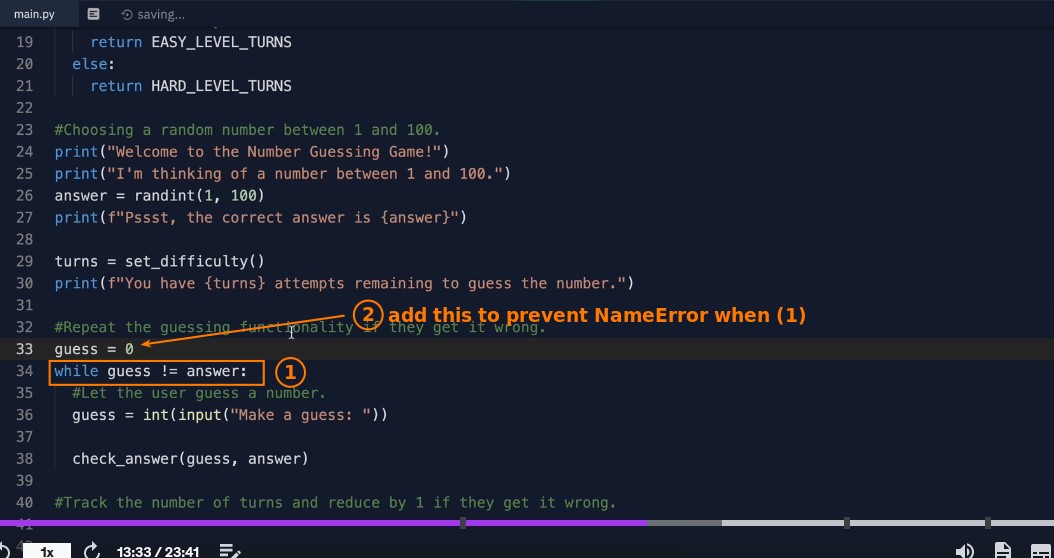 main.py saving...
19 return EASY_LEVEL_TURNS
20 else:
21 return HARD_LEVEL_TURNS
22
23 #Choosing a random number between 1 and 100.
24 print("Welcome to the Number Guessing Game!")
25 print("I'm thinking of a number between 1 and 100.")
26 answer = randint(1, 100)
27 print(f"Pssst, the correct answer is {answer}")
28
29 turns = set_difficulty()
30 print(f"You have {turns} attempts remaining to guess the number.")
31
2 add this to prevent NameError when (1)
32 #Repeat the guessing functionality if they get it wrong.
33 guess = 0
34 while guess != answer: 1
35 #Let the user guess a number.
36 guess = int(input("Make a guess: "))
37
38 check_answer(guess, answer)
39
40 #Track the number of turns and reduce by 1 if they get it wrong.
41
1x 13:33 / 23:41